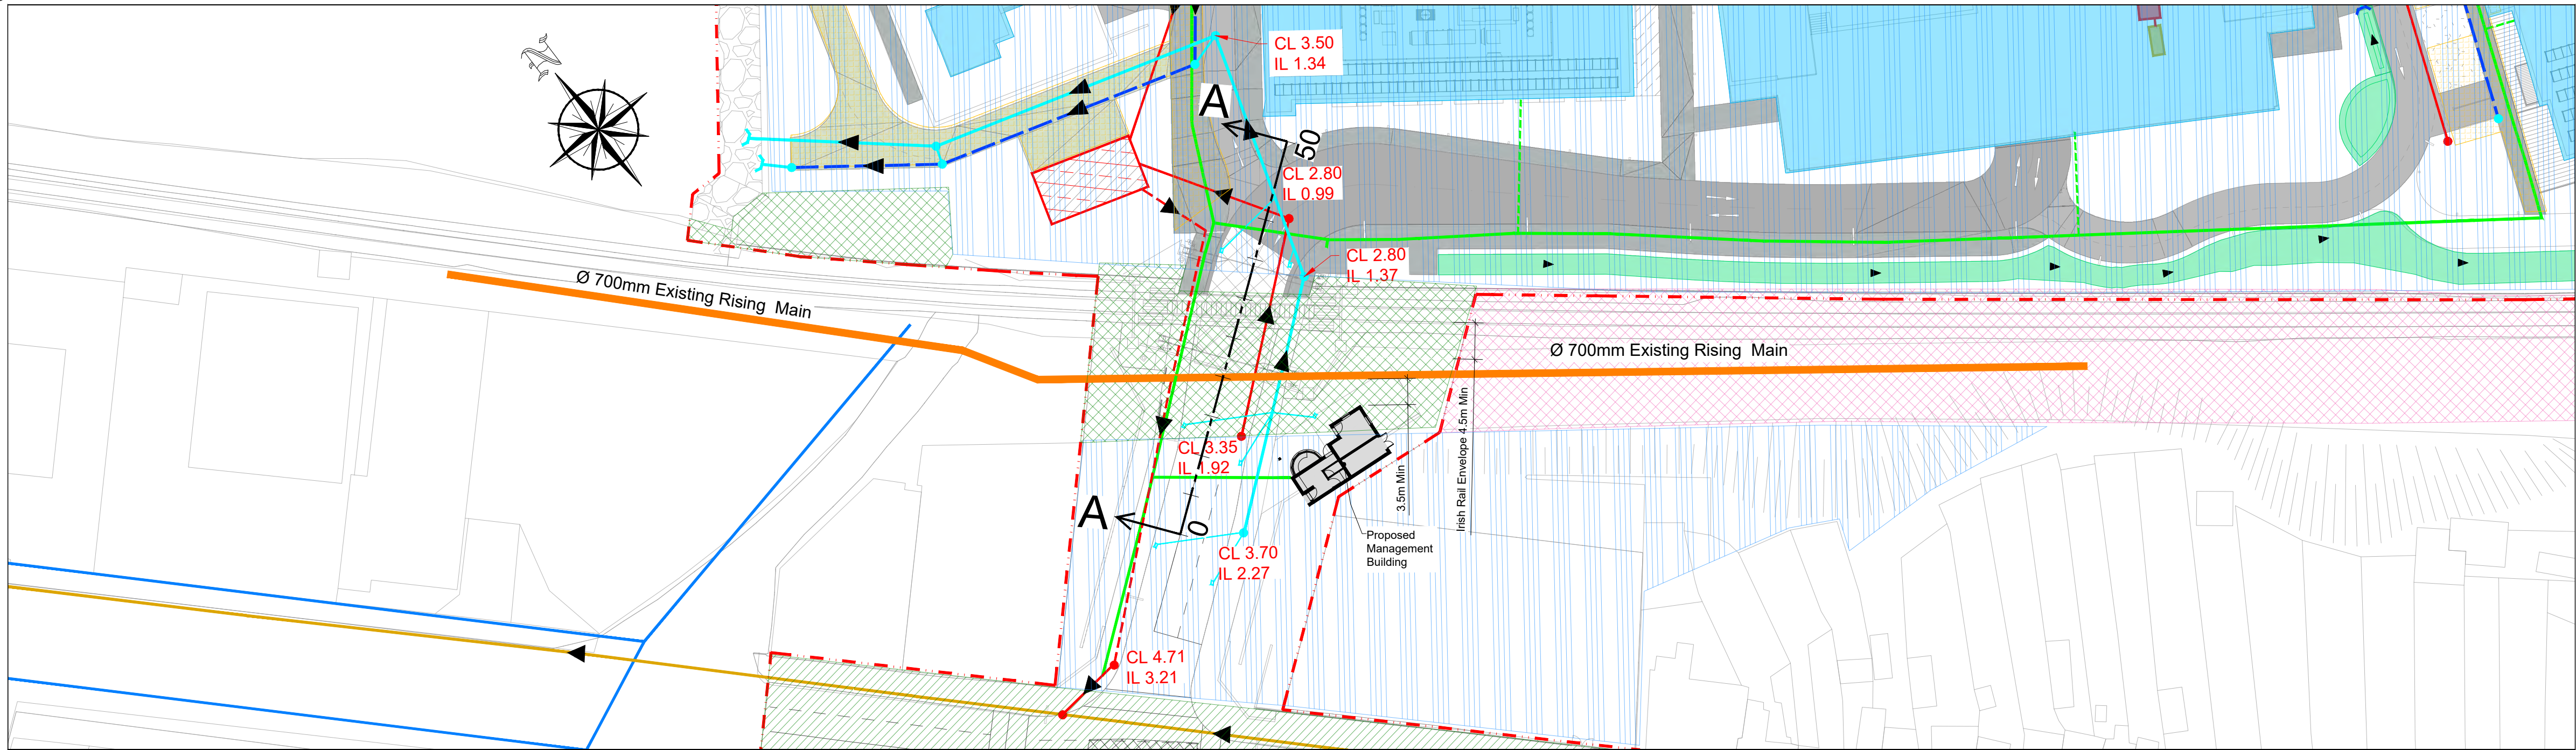 N
CL 3.50
IL 1.34
A
50
CL 2.80
IL 0.99
CL 2.80
IL 1.37
Ø 700mm Existing Rising Main
Ø 700mm Existing Rising Main
Irish Rail Envelope 4.5m Min
3.5m Min
CL 3.35
IL 1.92
A
0
CL 3.70
IL 2.27
Proposed
Management
Building
CL 4.71
IL 3.21